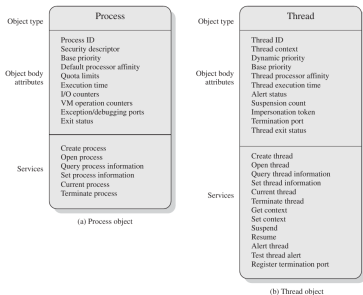 Object type
Process
Object body
attributes
Process ID
Security descriptor
Base priority
Default processor affinity
Quota limits
Execution time
I/O counters
VM operation counters
Exception/debugging ports
Exit status
Services
Create process
Open process
Query process information
Set process information
Current process
Terminate process
(a) Process object
Object type
Thread
Object body
attributes
Thread ID
Thread context
Dynamic priority
Base priority
Thread processor affinity
Thread execution time
Alert status
Suspension count
Impersonation token
Termination port
Thread exit status
Services
Create thread
Open thread
Query thread information
Set thread information
Current thread
Terminate thread
Get context
Set context
Suspend
Resume
Alert thread
Test thread alert
Register termination port
(b) Thread object